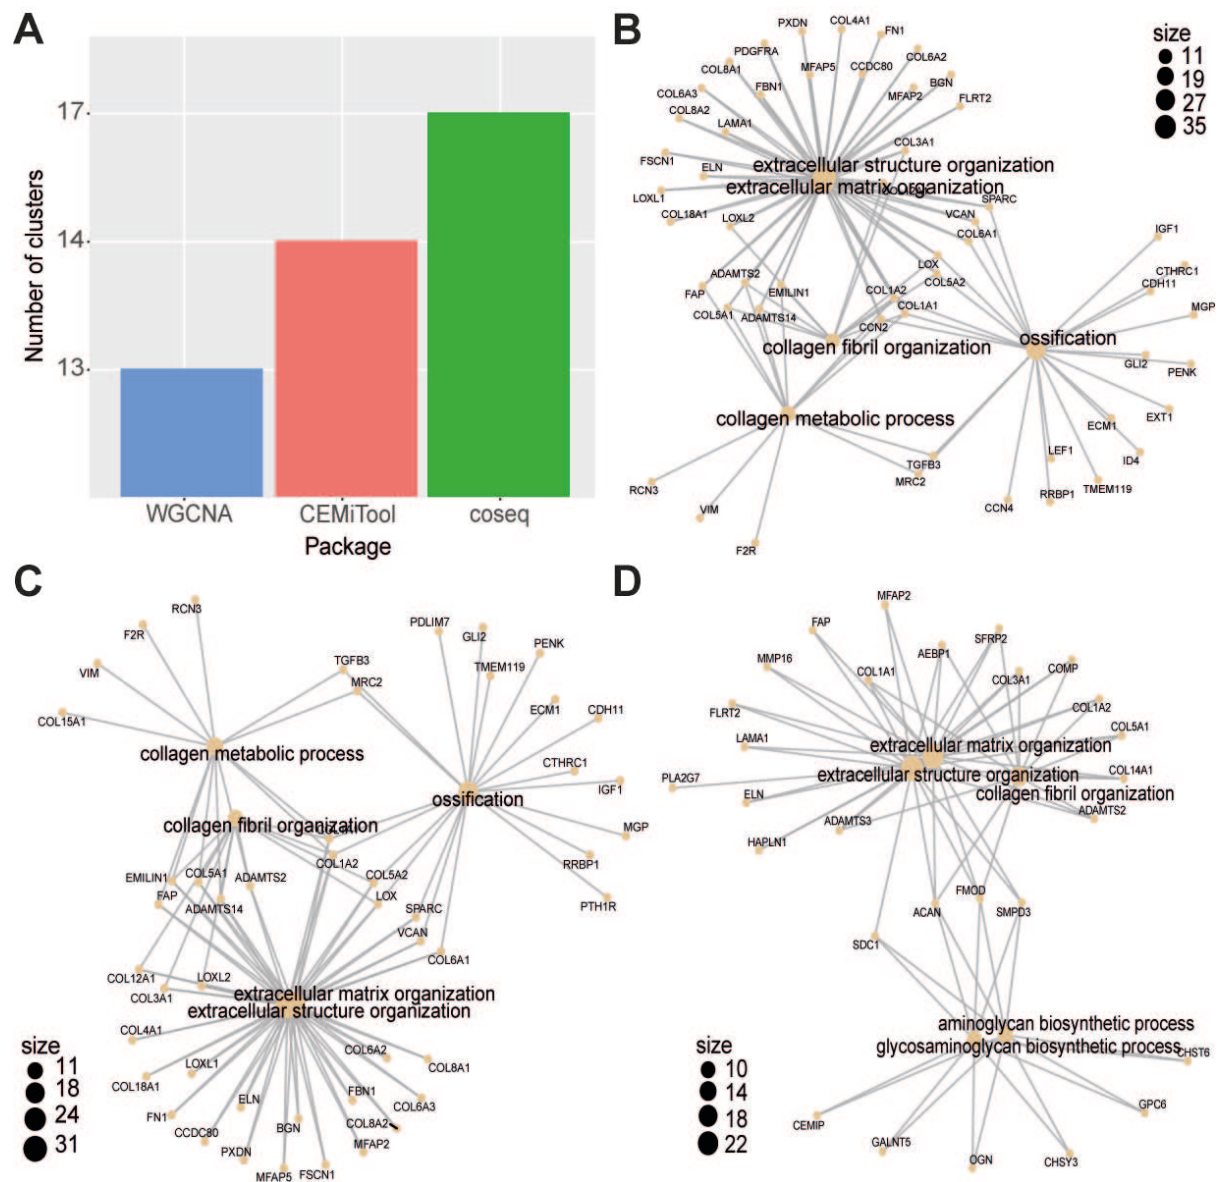 A
17
14
13
Number of clusters
WGCNA
CEMiTool
coseq
Package
B
size
11
19
27
35
PXDN
COL4A1
FN1
PDGFRA
COL6A2
COL8A1
MFAP5
CCDC80
BGN
FBN1
COL6A3
MFAP2
FLRT2
COL8A2
LAMA1
COL3A1
FSCN1
ELN
extracellular structure organization
extracellular matrix organization
LOXL1
SPARC
COL18A1
LOXL2
VCAN
COL6A1
IGF1
LOX
CTHRC1
ADAMTS2
COL5A2
CDH11
FAP
EMILIN1
COL1A2
MGP
COL5A1
ADAMTS14
COL1A1
CCN2
ossification
collagen fibril organization
GLI2
PENK
collagen metabolic process
EXT1
ECM1
LEF1
ID4
TGFB3
MRC2
RCN3
TMEM119
RRBP1
CCN4
VIM
F2R
C
RCN3
F2R
PDLIM7
GLI2
PENK
VIM
TGFB3
TMEM119
MRC2
ECM1
CDH11
COL15A1
collagen metabolic process
CTHRC1
IGF1
ossification
collagen fibril organization
MGP
COL1A2
RRBP1
EMILIN1
COL5A1
ADAMTS2
COL5A2
FAP
LOX
ADAMTS14
SPARC
PTH1R
VCAN
COL6A1
COL12A1
LOXL2
COL3A1
extracellular matrix organization
extracellular structure organization
COL4A1
size
11
18
24
31
LOXL1
COL6A2
COL8A1
COL18A1
ELN
FBN1
COL6A3
FN1
CCDC80
BGN
COL8A2
PXDN
MFAP2
MFAP5
FSCN1
D
MFAP2
FAP
SFRP2
AEBP1
MMP16
COL1A1
COL3A1
COMP
FLRT2
COL1A2
LAMA1
COL5A1
extracellular matrix organization
PLA2G7
extracellular structure organization
COL14A1
collagen fibril organization
ELN
ADAMTS3
ADAMTS2
HAPLN1
FMOD
ACAN
SMPD3
SDC1
aminoglycan biosynthetic process
glycosaminoglycan biosynthetic process
CHST6
size
10
14
18
22
CEMIP
GPC6
GALNT5
OGN
CHSY3